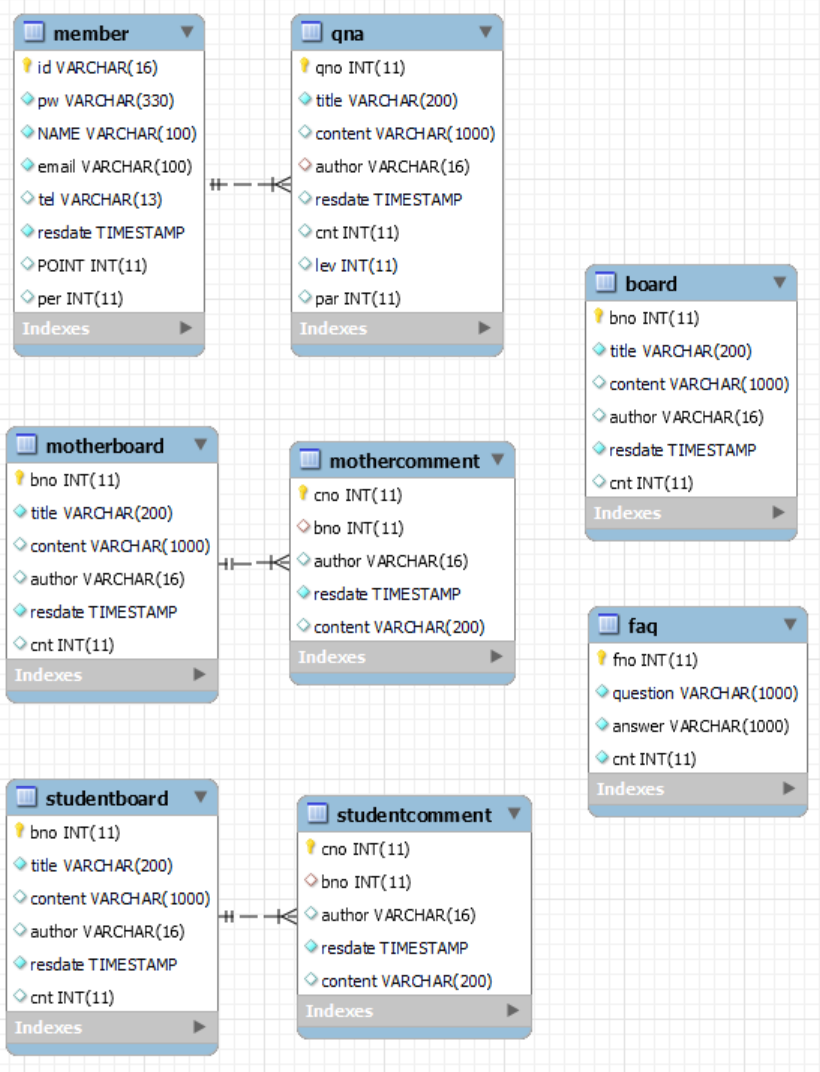 member
id VARCHAR(16)
pw VARCHAR(330)
NAME VARCHAR(100)
email VARCHAR(100)
tel VARCHAR(13)
resdate TIMESTAMP
POINT INT(11)
per INT(11)
Indexes
qna
qno INT(11)
title VARCHAR(200)
content VARCHAR(1000)
author VARCHAR(16)
resdate TIMESTAMP
cnt INT(11)
lev INT(11)
par INT(11)
Indexes
board
bno INT(11)
title VARCHAR(200)
content VARCHAR(1000)
author VARCHAR(16)
resdate TIMESTAMP
cnt INT(11)
Indexes
motherboard
bno INT(11)
title VARCHAR(200)
content VARCHAR(1000)
author VARCHAR(16)
resdate TIMESTAMP
cnt INT(11)
Indexes
mothercomment
cno INT(11)
bno INT(11)
author VARCHAR(16)
resdate TIMESTAMP
content VARCHAR(200)
Indexes
faq
fno INT(11)
question VARCHAR(1000)
answer VARCHAR(1000)
cnt INT(11)
Indexes
studentboard
bno INT(11)
title VARCHAR(200)
content VARCHAR(1000)
author VARCHAR(16)
resdate TIMESTAMP
cnt INT(11)
Indexes
studentcomment
cno INT(11)
bno INT(11)
author VARCHAR(16)
resdate TIMESTAMP
content VARCHAR(200)
Indexes